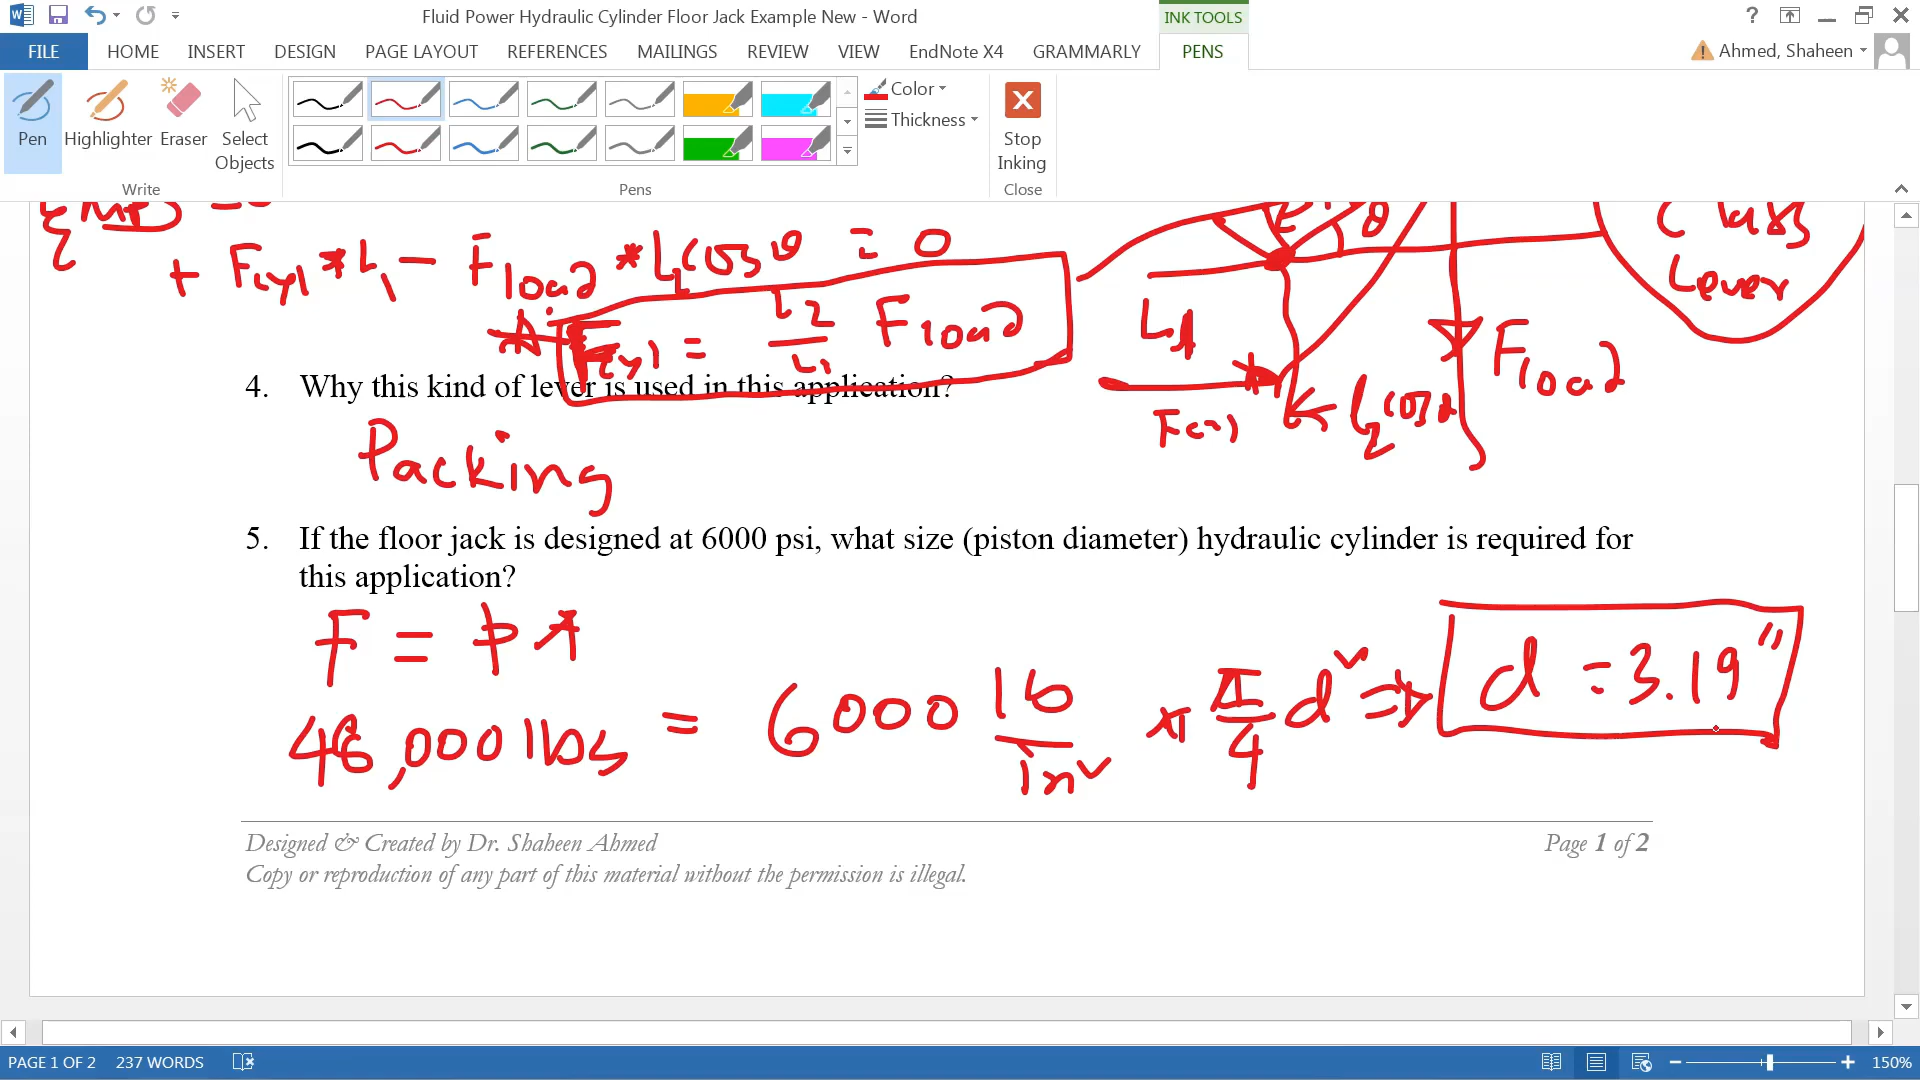 Fluid Power Hydraulic Cylinder Floor Jack Example New - Word
INK TOOLS
?
FILE HOME INSERT DESIGN PAGE LAYOUT REFERENCES MAILINGS REVIEW VIEW EndNote X4 GRAMMARLY PENS
Ahmed, Shaheen
Pen Highlighter Eraser Select Objects
Color
Thickness
Stop Inking
Write Pens Close
+ Fcyl * L1 - Fload * L2 cos θ = 0
Fcyl = L2/L1 Fload
Class
Lever
L1
Fload
Fcyl
L2 cos θ
4. Why this kind of lever is used in this application?
Packing
5. If the floor jack is designed at 6000 psi, what size (piston diameter) hydraulic cylinder is required for
this application?
F = PA
48,000 lbs = 6000 lb/in² * π/4 d² ⇒ d = 3.19"
Designed & Created by Dr. Shaheen Ahmed Page 1 of 2
Copy or reproduction of any part of this material without the permission is illegal.
PAGE 1 OF 2 237 WORDS 150%